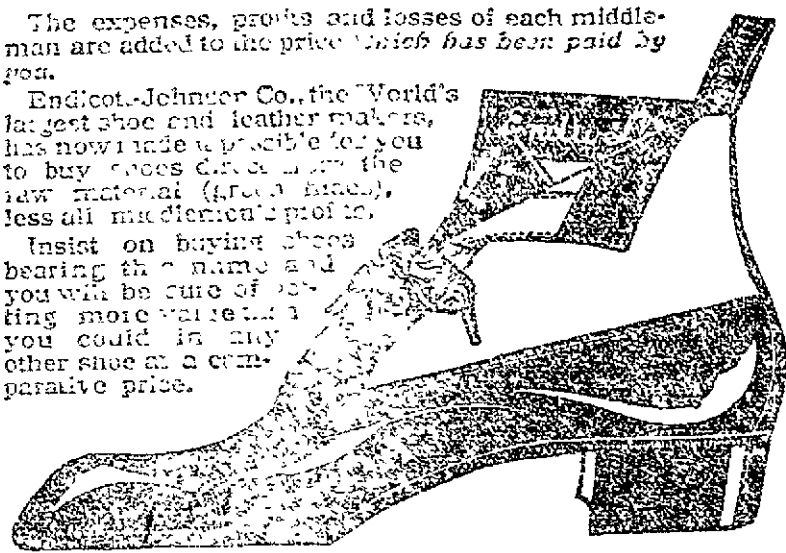 The expenses, profits and losses of each middle-
man are added to the price which has been paid by
you.
Endicott-Johnson Co., the World's
largest shoe and leather makers,
has now made it possible for you
to buy shoes direct from the
raw material (green hides),
less all middlemen's profits.
Insist on buying shoes
bearing this name and
you will be sure of get-
ting more value than
you could in any
other shoe at a com-
parative price.